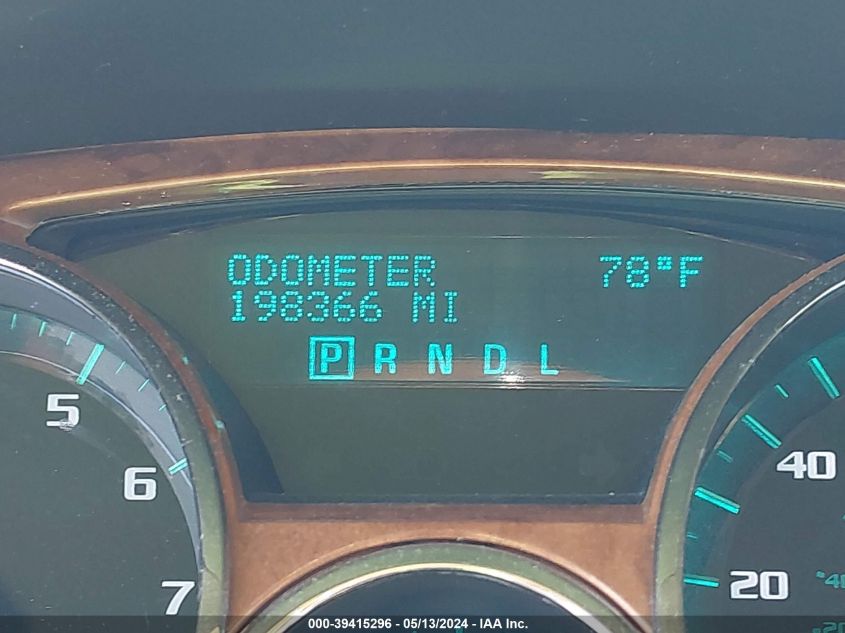 ODOMETER 78°F
198366 MI
P R N D L
5
6
7
40
20
000-39415296 - 05/13/2024 - IAA Inc.